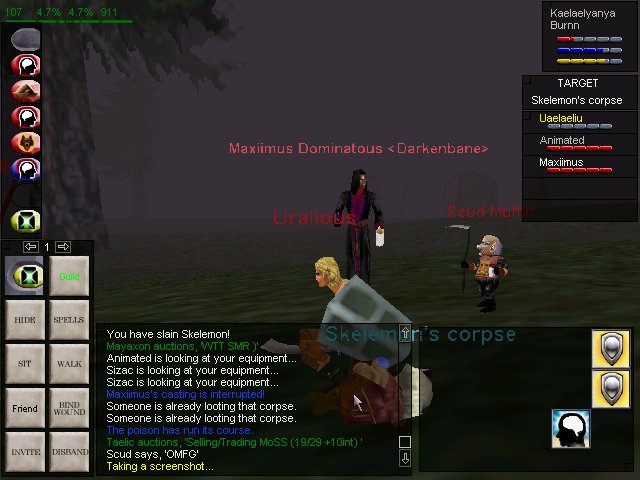 107 4.7% 4.7% 911
Kaelaelyanya
Burnn
TARGET
Skelemon's corpse
Uaelaeliu
Animated
Maxiimus
Maxiimus Dominatous <Darkenbane>
Uralious
Scud Muffin
Skelemon's corpse
1
Guild
HIDE SPELLS
SIT WALK
Friend BIND WOUND
INVITE DISBAND
You have slain Skelemon!
Mayaxon auctions, 'WTT SMR )'
Animated is looking at your equipment...
Sizac is looking at your equipment...
Sizac is looking at your equipment...
Maxiimus's casting is interrupted!
Someone is already looting that corpse.
Someone is already looting that corpse.
The poison has run its course.
Taelic auctions, 'Selling/Trading MoSS (19/29 +10int) '
Scud says, 'OMFG'
Taking a screenshot...